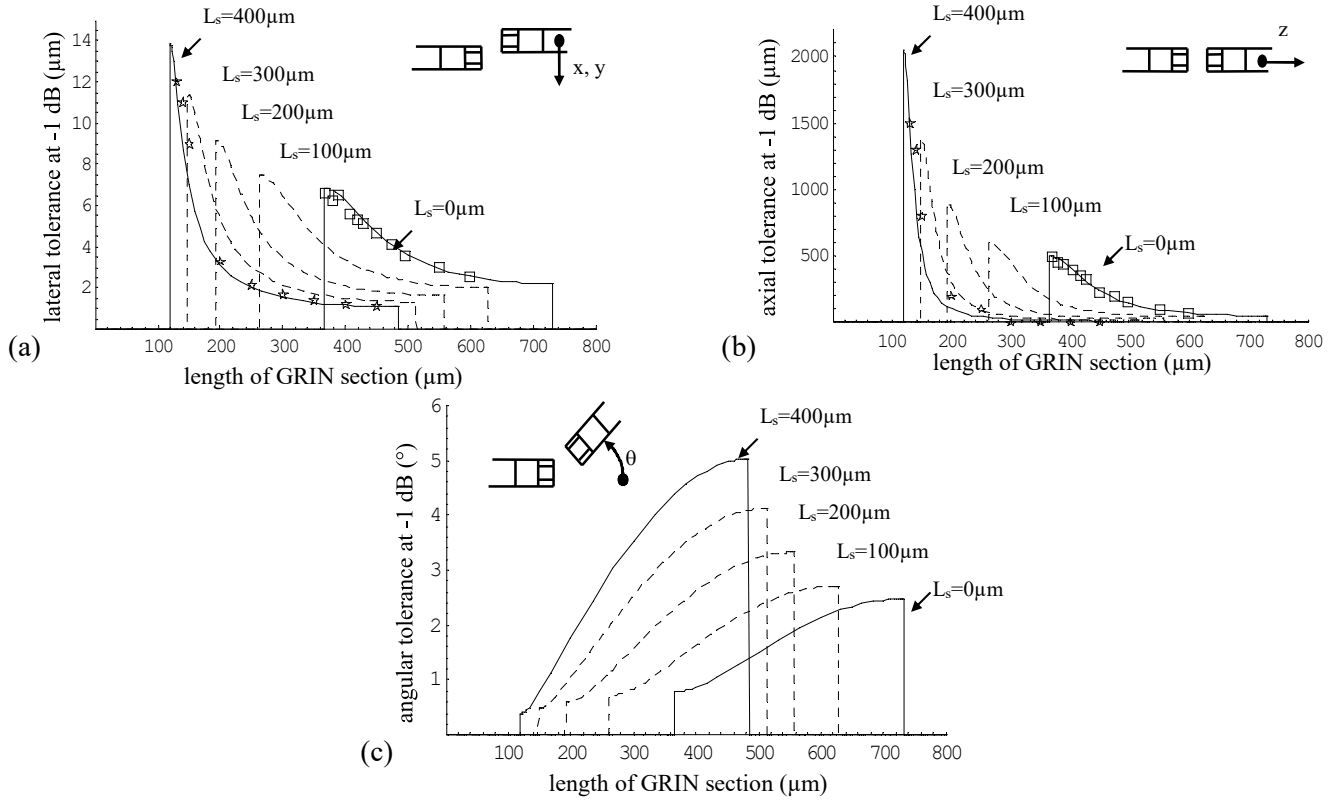 Ls=400µm
14
12
10
8
6
4
2
Ls=300µm
Ls=200µm
Ls=100µm
Ls=0µm
x, y
lateral tolerance at -1 dB (µm)
100 200 300 400 500 600 700 800
length of GRIN section (µm)
(a)
Ls=400µm
2000
1500
1000
500
Ls=300µm
Ls=200µm
Ls=100µm
Ls=0µm
z
axial tolerance at -1 dB (µm)
100 200 300 400 500 600 700 800
length of GRIN section (µm)
(b)
6
5
4
3
2
1
Ls=400µm
Ls=300µm
Ls=200µm
Ls=100µm
Ls=0µm
θ
angular tolerance at -1 dB (°)
100 200 300 400 500 600 700 800
length of GRIN section (µm)
(c)